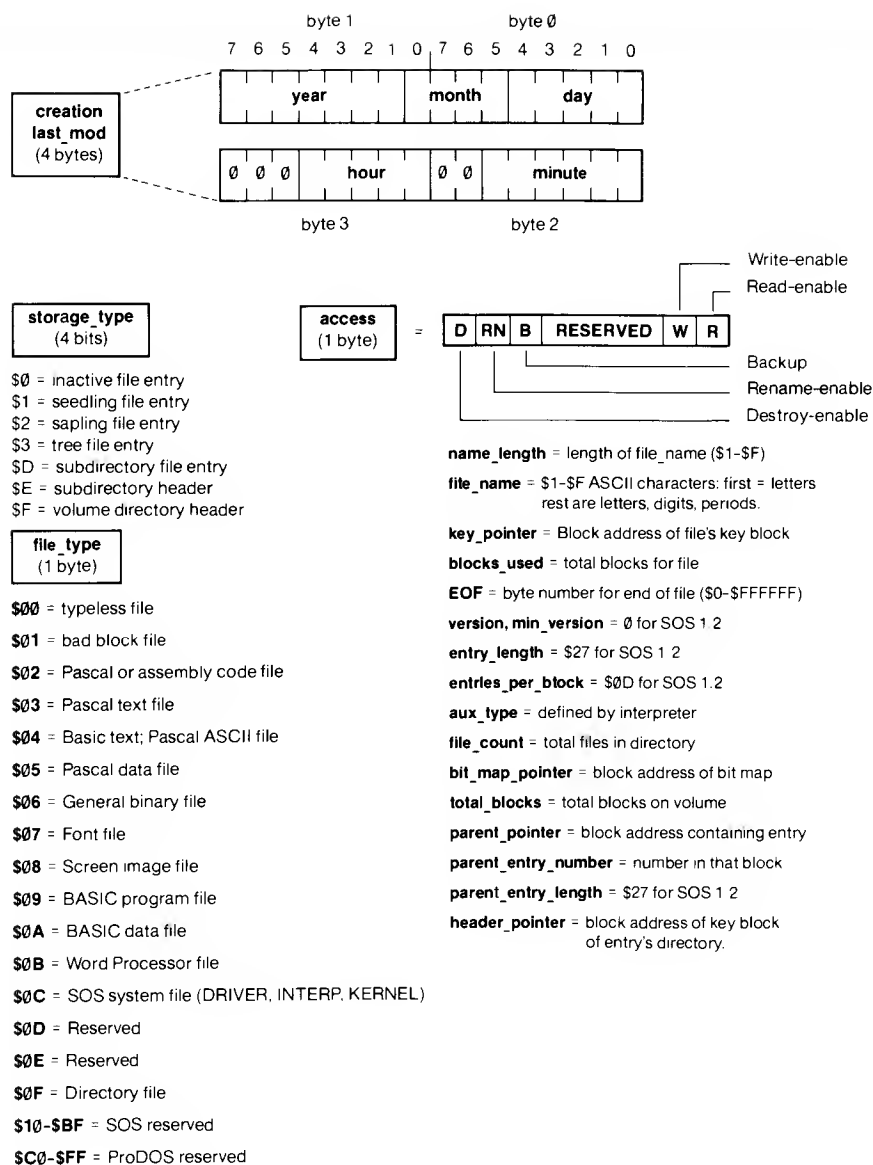 byte 1 byte Ø
7 6 5 4 3 2 1 0 7 6 5 4 3 2 1 0
year month day
creation
last_mod
(4 bytes)
Ø Ø Ø hour Ø Ø minute
byte 3 byte 2
Write-enable
Read-enable
storage_type
(4 bits)
access
(1 byte)
= D RN B RESERVED W R
Backup
Rename-enable
Destroy-enable
$Ø = inactive file entry
$1 = seedling file entry
$2 = sapling file entry
$3 = tree file entry
$D = subdirectory file entry
$E = subdirectory header
$F = volume directory header
file_type
(1 byte)
$ØØ = typeless file
$Ø1 = bad block file
$Ø2 = Pascal or assembly code file
$Ø3 = Pascal text file
$Ø4 = Basic text; Pascal ASCII file
$Ø5 = Pascal data file
$Ø6 = General binary file
$Ø7 = Font file
$Ø8 = Screen image file
$Ø9 = BASIC program file
$ØA = BASIC data file
$ØB = Word Processor file
$ØC = SOS system file (DRIVER, INTERP, KERNEL)
$ØD = Reserved
$ØE = Reserved
$ØF = Directory file
$1Ø-$BF = SOS reserved
$CØ-$FF = ProDOS reserved
name_length = length of file_name ($1-$F)
file_name = $1-$F ASCII characters: first = letters
rest are letters, digits, periods.
key_pointer = Block address of file's key block
blocks_used = total blocks for file
EOF = byte number for end of file ($0-$FFFFFF)
version, min_version = Ø for SOS 1.2
entry_length = $27 for SOS 1 2
entries_per_block = $ØD for SOS 1.2
aux_type = defined by interpreter
file_count = total files in directory
bit_map_pointer = block address of bit map
total_blocks = total blocks on volume
parent_pointer = block address containing entry
parent_entry_number = number in that block
parent_entry_length = $27 for SOS 1 2
header_pointer = block address of key block
of entry's directory.